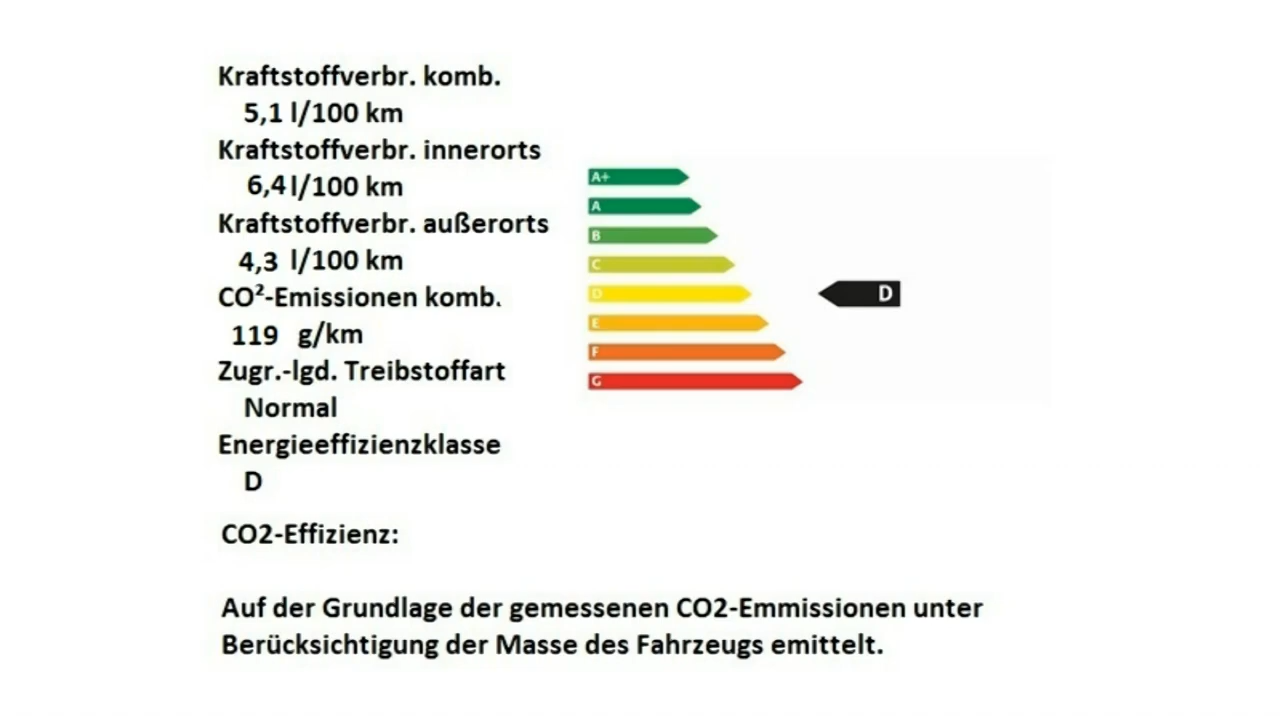 Kraftstoffverbr. komb.
5,1 l/100 km
Kraftstoffverbr. innerorts
6,4 l/100 km
Kraftstoffverbr. außerorts
4,3 l/100 km
CO²-Emissionen komb.
119 g/km
Zugr.-lgd. Treibstoffart
Normal
Energieeffizienzklasse
D
A+
A
B
C
D
E
F
G
D
CO2-Effizienz:
Auf der Grundlage der gemessenen CO2-Emmissionen unter
Berücksichtigung der Masse des Fahrzeugs emittelt.